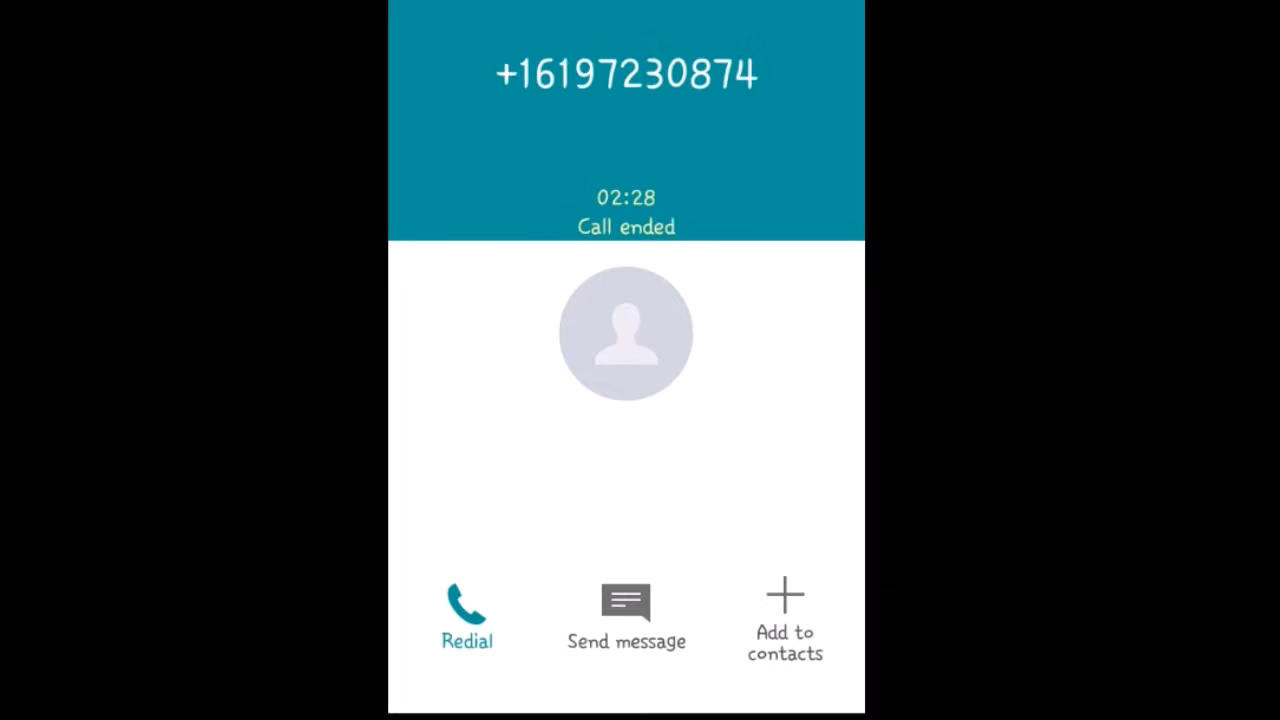 +16197230874
02:28
Call ended
Redial
Send message
Add to
contacts